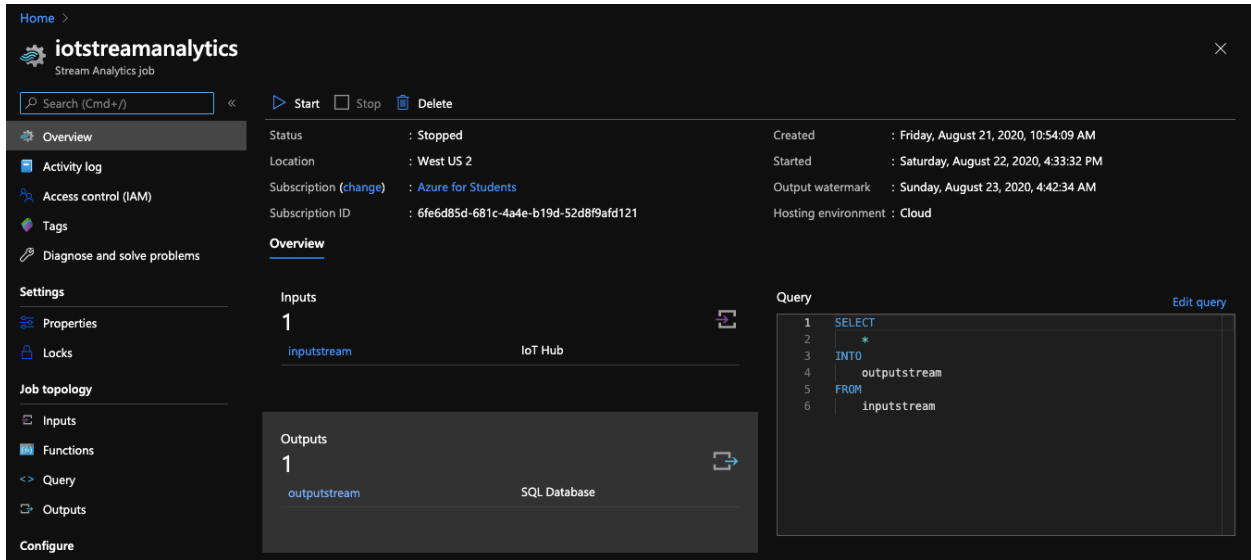 Home >
iotstreamanalytics
Stream Analytics job
Search (Cmd+/)
«
Start Stop Delete
Overview
Activity log
Access control (IAM)
Tags
Diagnose and solve problems
Settings
Properties
Locks
Job topology
Inputs
Functions
Query
Outputs
Configure
Status : Stopped
Location : West US 2
Subscription (change) : Azure for Students
Subscription ID : 6fe6d85d-681c-4a4e-b19d-52d8f9afd121
Created : Friday, August 21, 2020, 10:54:09 AM
Started : Saturday, August 22, 2020, 4:33:32 PM
Output watermark : Sunday, August 23, 2020, 4:42:34 AM
Hosting environment : Cloud
Overview
Inputs
1
inputstream IoT Hub
Outputs
1
outputstream SQL Database
Query Edit query
1 SELECT
2 *
3 INTO
4 outputstream
5 FROM
6 inputstream